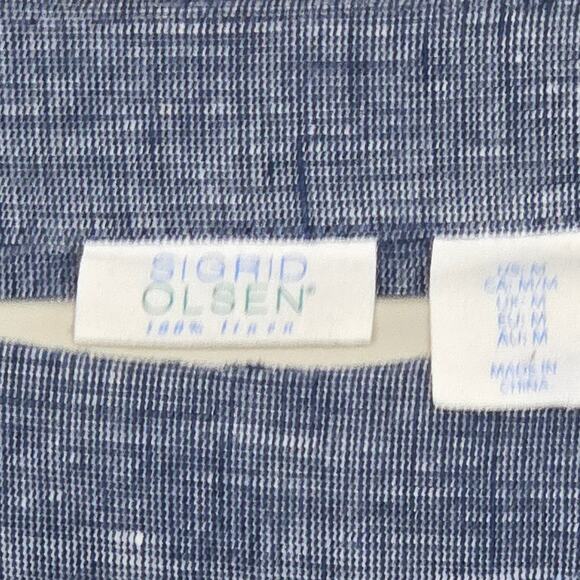 SIGRID
OLSEN®
100% linen
US: M
CA: M/M
UK: M
EU: M
AU: M
MADE IN
CHINA